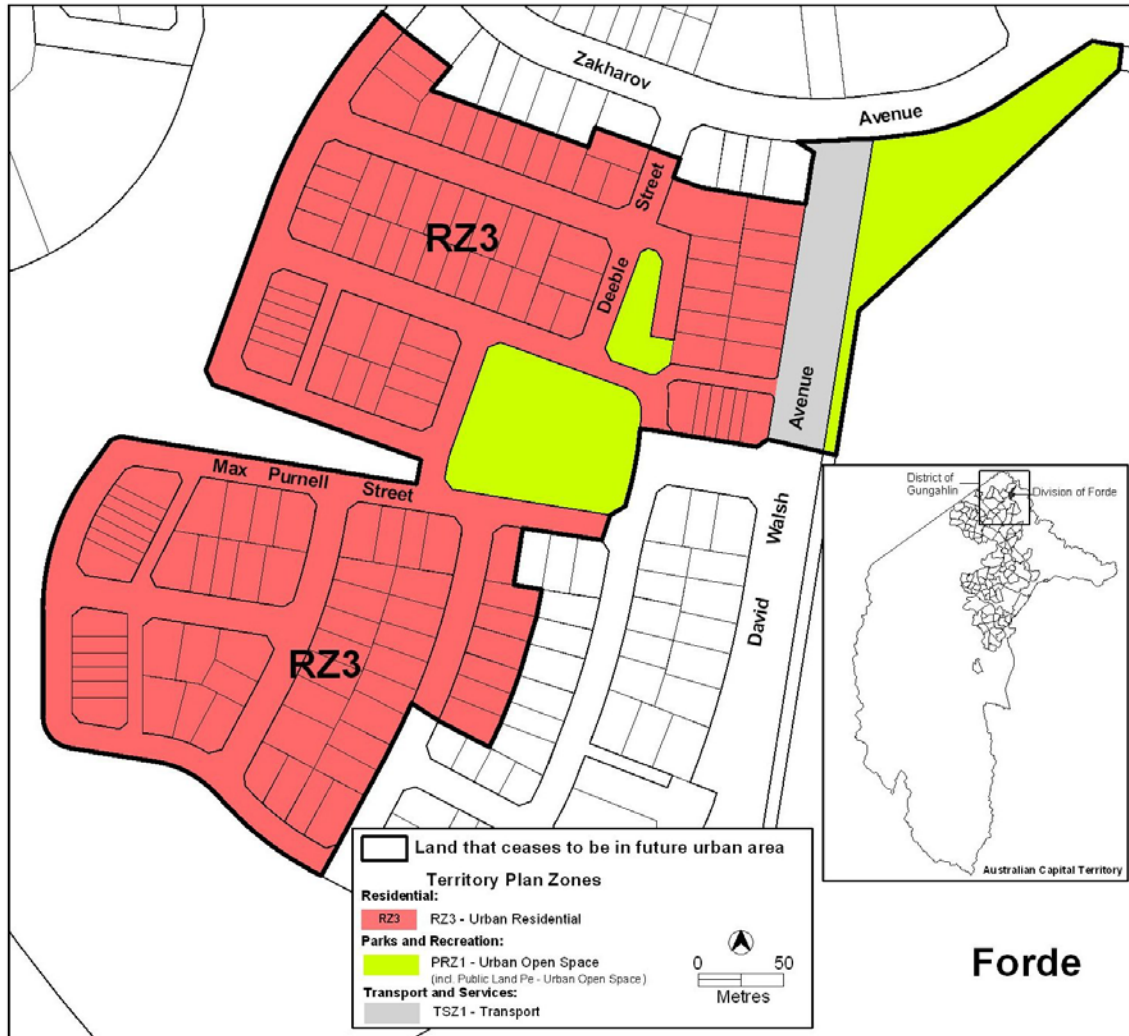 Zakharov
Avenue
Street
RZ3
Deeble
Avenue
Max Purnell Street
Walsh
David
RZ3
District of
Gungahlin
Division of Forde
Australian Capital Territory
Land that ceases to be in future urban area
Territory Plan Zones
Residential:
RZ3 RZ3 - Urban Residential
Parks and Recreation:
PRZ1 - Urban Open Space
(incl. Public Land Pe - Urban Open Space)
Transport and Services:
TSZ1 - Transport
0 50
Metres
Forde